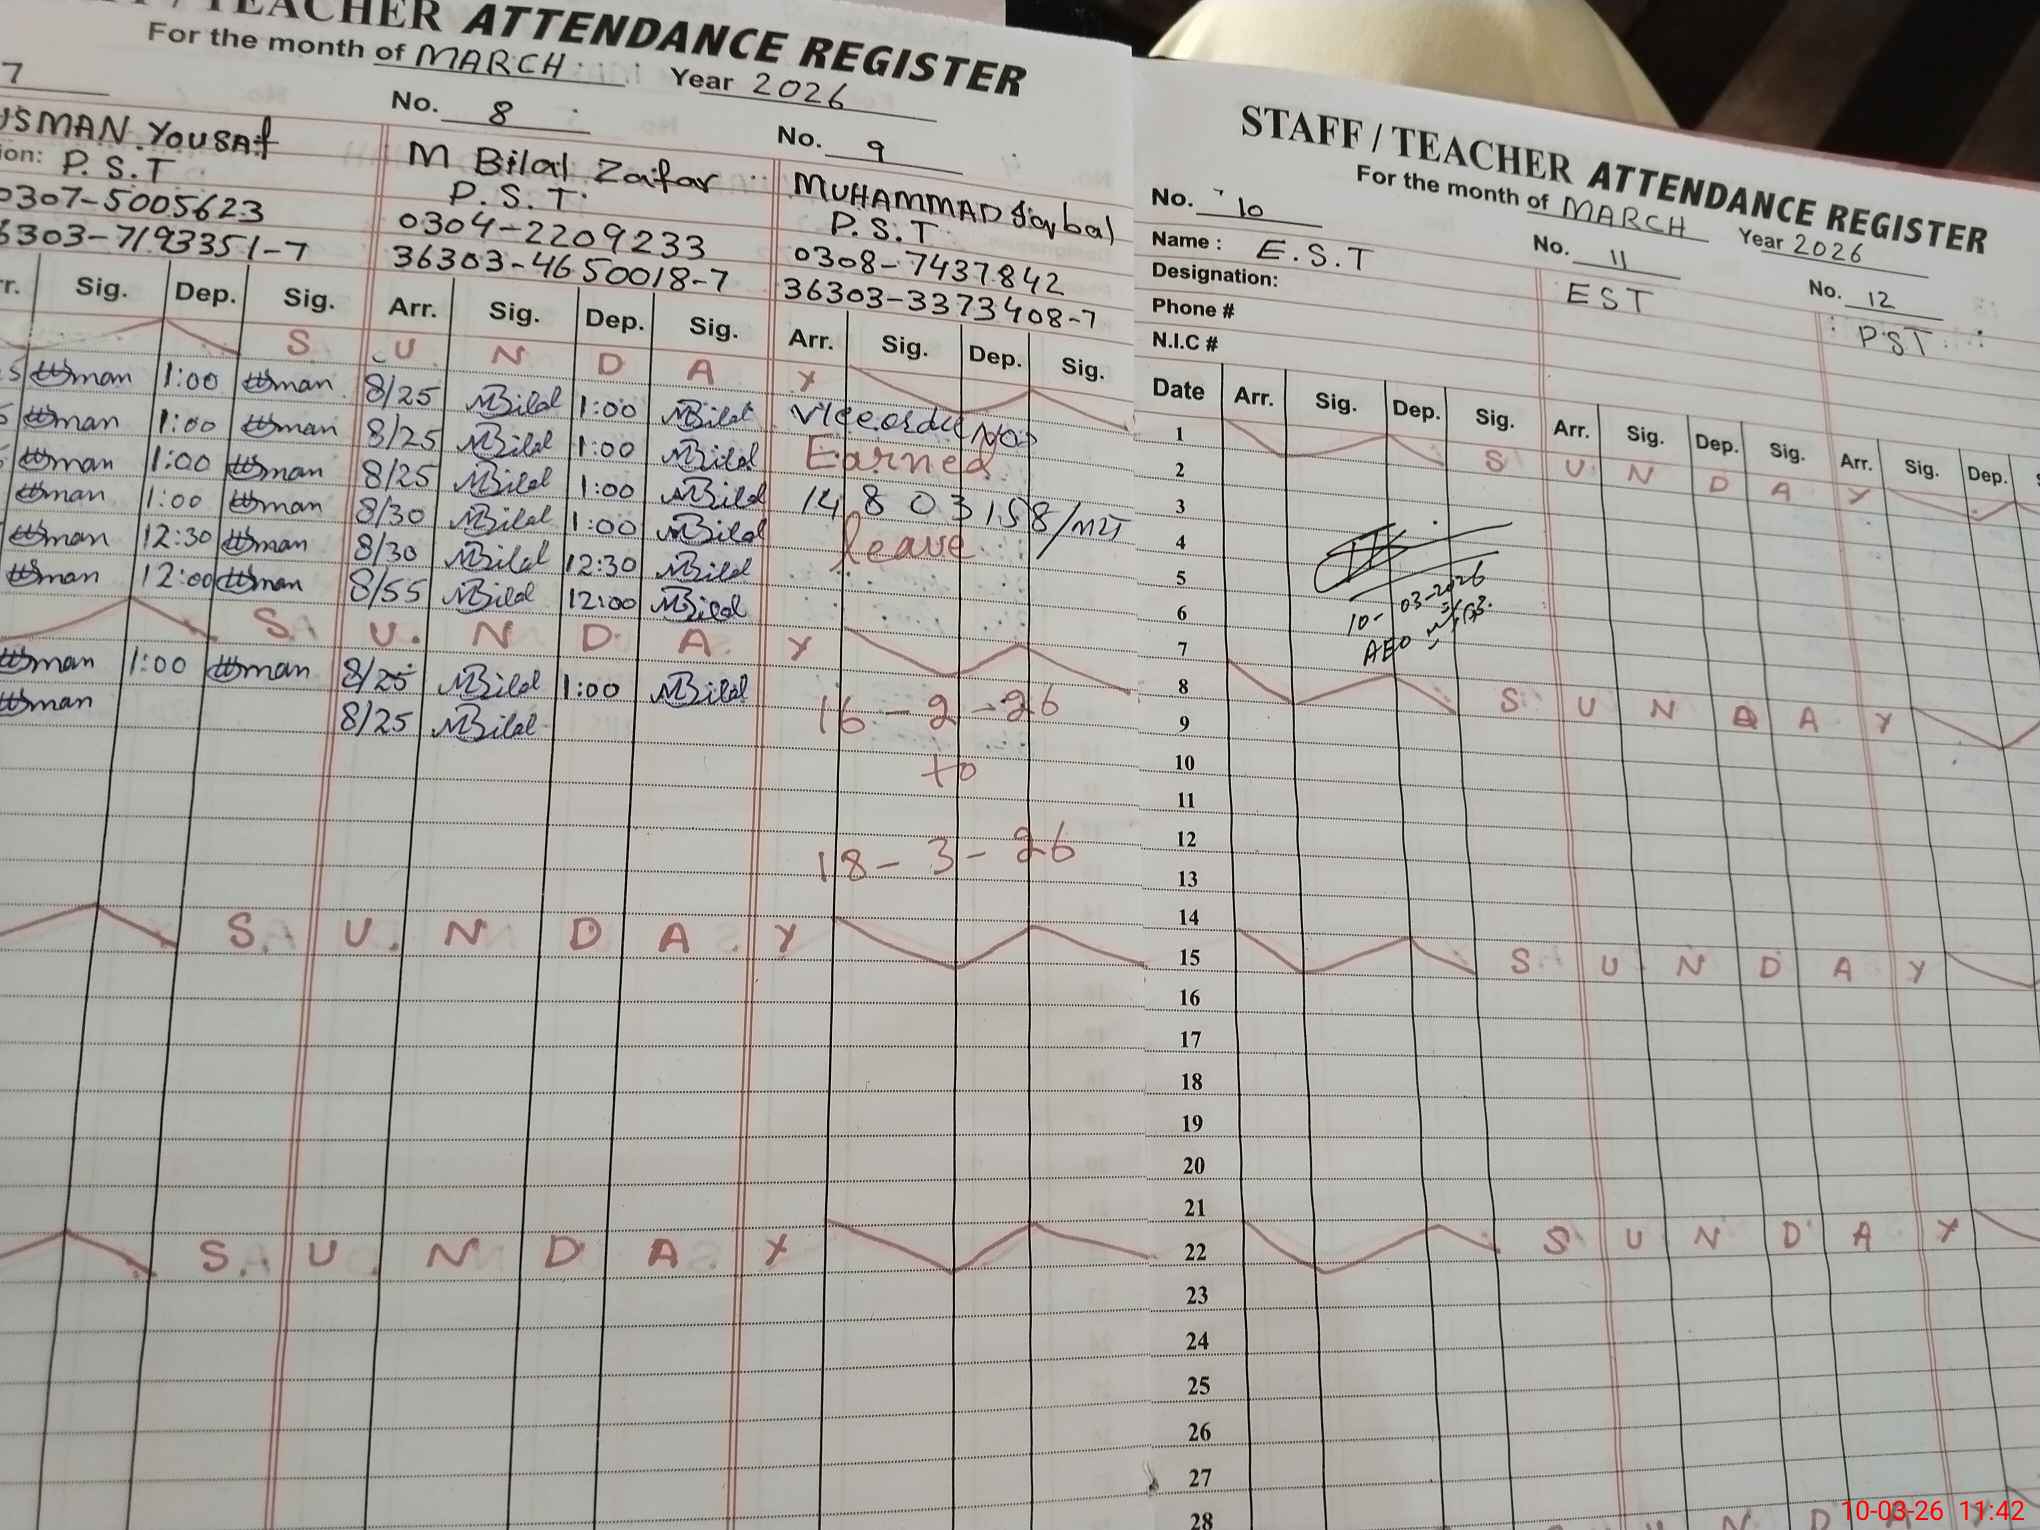 STAFF / TEACHER ATTENDANCE REGISTER
For the month of MARCH Year 2026
7
No. 8
No. 9
USMAN YOUSAf
M Bilal Zafar
MUHAMMAD Iqbal
ion: P.S.T
P.S.T.
P.S.T
0307-5005623
0304-2209233
0308-7437842
6303-7193351-7
36303-4650018-7
36303-3373408-7
r. Sig. Dep. Sig. Arr. Sig. Dep. Sig. Arr. Sig. Dep. Sig.
S U N D A Y
5 Usman 1:00 Usman 8/25 MBilal 1:00 MBilal Vide order No
5 Usman 1:00 Usman 8/25 MBilal 1:00 MBilal Earned
Usman 1:00 Usman 8/25 MBilal 1:00 MBilal 14803158/MLT
Usman 1:00 Usman 8/30 MBilal 1:00 MBilal leave
Usman 12:30 Usman 8/30 MBilal 12:30 MBilal
Usman 12:00 Usman 8/55 MBilal 12:00 MBilal
S U N D A Y
Usman 1:00 Usman 8/25 MBilal 1:00 MBilal 16-2-26
Usman 8/25 MBilal
to
18-3-26
S U N D A Y
S U N D A Y
STAFF / TEACHER ATTENDANCE REGISTER
For the month of MARCH Year 2026
No. 10
No. 11
No. 12
Name : E.S.T
EST
PST
Designation:
Phone #
N.I.C #
Date Arr. Sig. Dep. Sig. Arr. Sig. Dep. Sig. Arr. Sig. Dep. S
1 S U N D A Y
2
3
4
5
6
10-03-2026
7
AEO
8 S U N D A Y
9
10
11
12
13
14
15 S U N D A Y
16
17
18
19
20
21
22 S U N D A Y
23
24
25
26
27
28
U N D
10-03-26 11:42